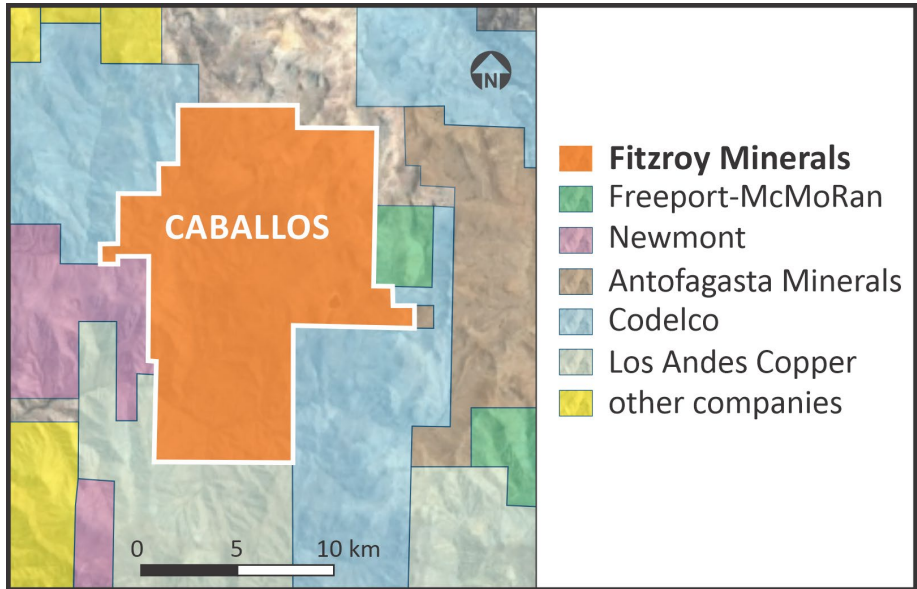 N
CABALLOS
0 5 10 km
Fitzroy Minerals
Freeport-McMoRan
Newmont
Antofagasta Minerals
Codelco
Los Andes Copper
other companies